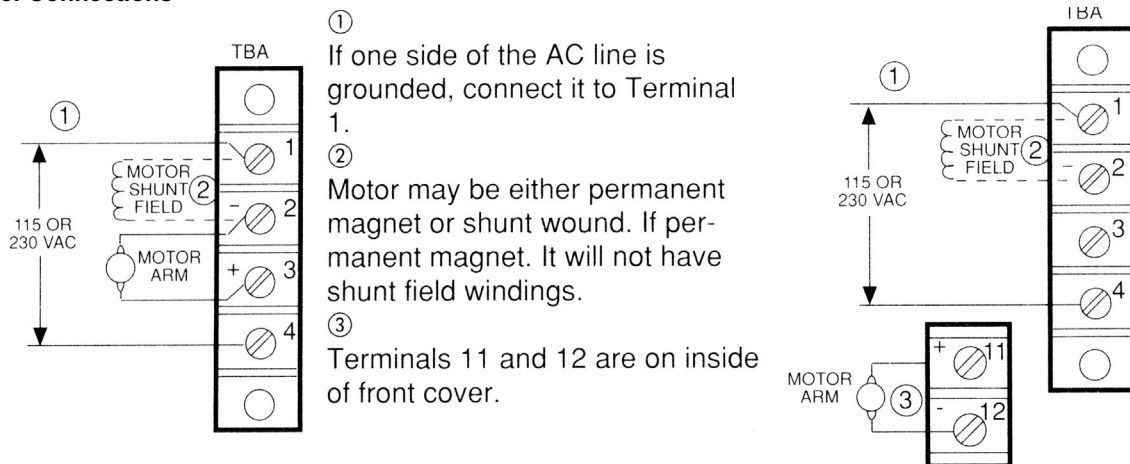 TBA
1
1
MOTOR
SHUNT 2
FIELD
- 2
115 OR
230 VAC
MOTOR
ARM
+ 3
4
1
If one side of the AC line is
grounded, connect it to Terminal
1.
2
Motor may be either permanent
magnet or shunt wound. If per-
manent magnet. It will not have
shunt field windings.
3
Terminals 11 and 12 are on inside
of front cover.
TBA
1
1
MOTOR
SHUNT 2
FIELD
2
115 OR
230 VAC
3
4
+ 11
MOTOR
ARM 3
- 12